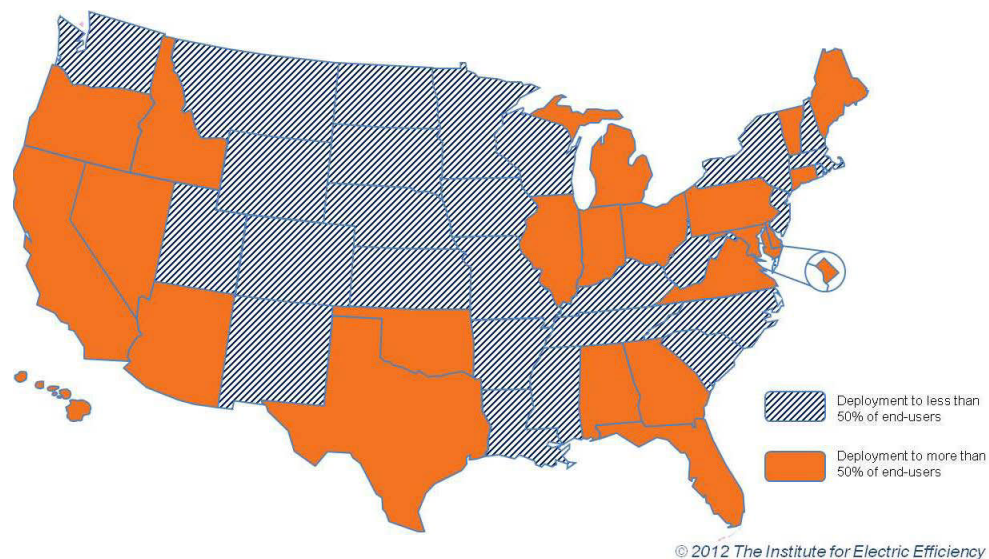 Deployment to less than
50% of end-users
Deployment to more than
50% of end-users
© 2012 The Institute for Electric Efficiency